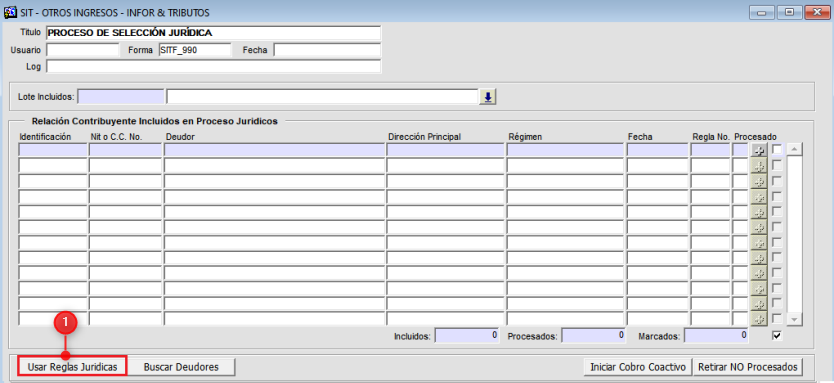 SIT - OTROS INGRESOS - INFOR & TRIBUTOS
Titulo PROCESO DE SELECCIÓN JURÍDICA
Usuario Forma SITF_990 Fecha
Log
Lote Incluidos:
Relación Contribuyente Incluidos en Proceso Juridicos
Identificación Nit o C.C. No. Deudor Dirección Principal Régimen Fecha Regla No. Procesado
1
Incluidos: 0 Procesados: 0 Marcados: 0
Usar Reglas Juridicas Buscar Deudores Iniciar Cobro Coactivo Retirar NO Procesados